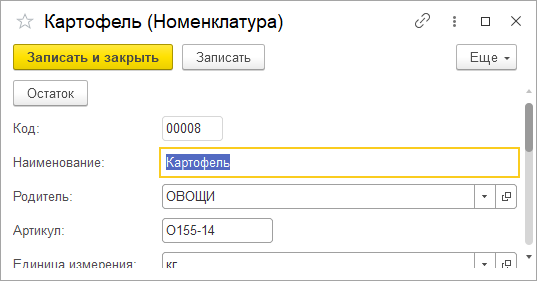 Картофель (Номенклатура)
Записать и закрыть Записать Еще
Остаток
Код: 00008
Наименование: Картофель
Родитель: ОВОЩИ
Артикул: О155-14
Единица измерения: кг